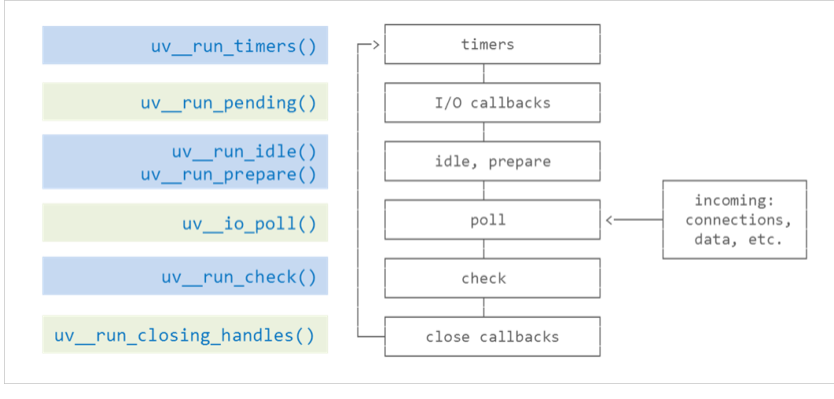 uv__run_timers()
timers
uv__run_pending()
I/O callbacks
uv__run_idle()
uv__run_prepare()
idle, prepare
uv__io_poll()
poll
incoming:
connections,
data, etc.
uv__run_check()
check
uv__run_closing_handles()
close callbacks